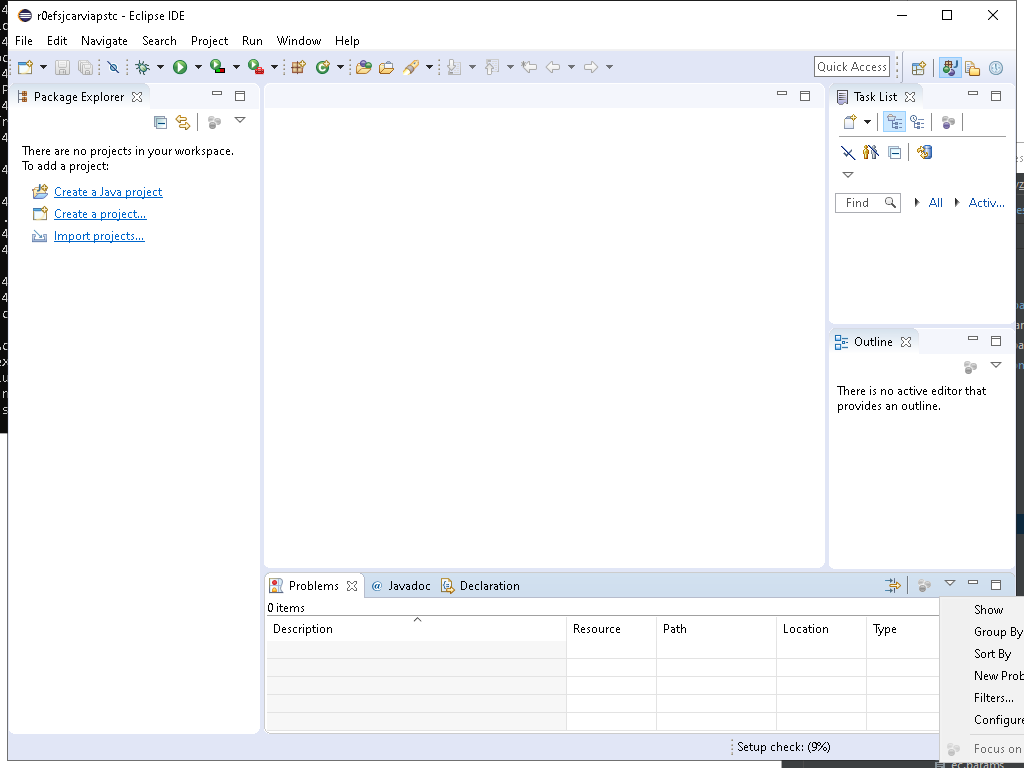 r0efsjcarviapstc - Eclipse IDE
File Edit Navigate Search Project Run Window Help
Quick Access
Package Explorer
There are no projects in your workspace.
To add a project:
Create a Java project
Create a project...
Import projects...
Task List
Find All Activ...
Outline
There is no active editor that
provides an outline.
Problems @ Javadoc Declaration
0 items
Description Resource Path Location Type
Show
Group By
Sort By
New Prob
Filters...
Configure
Focus on
Setup check: (9%)
ec.params